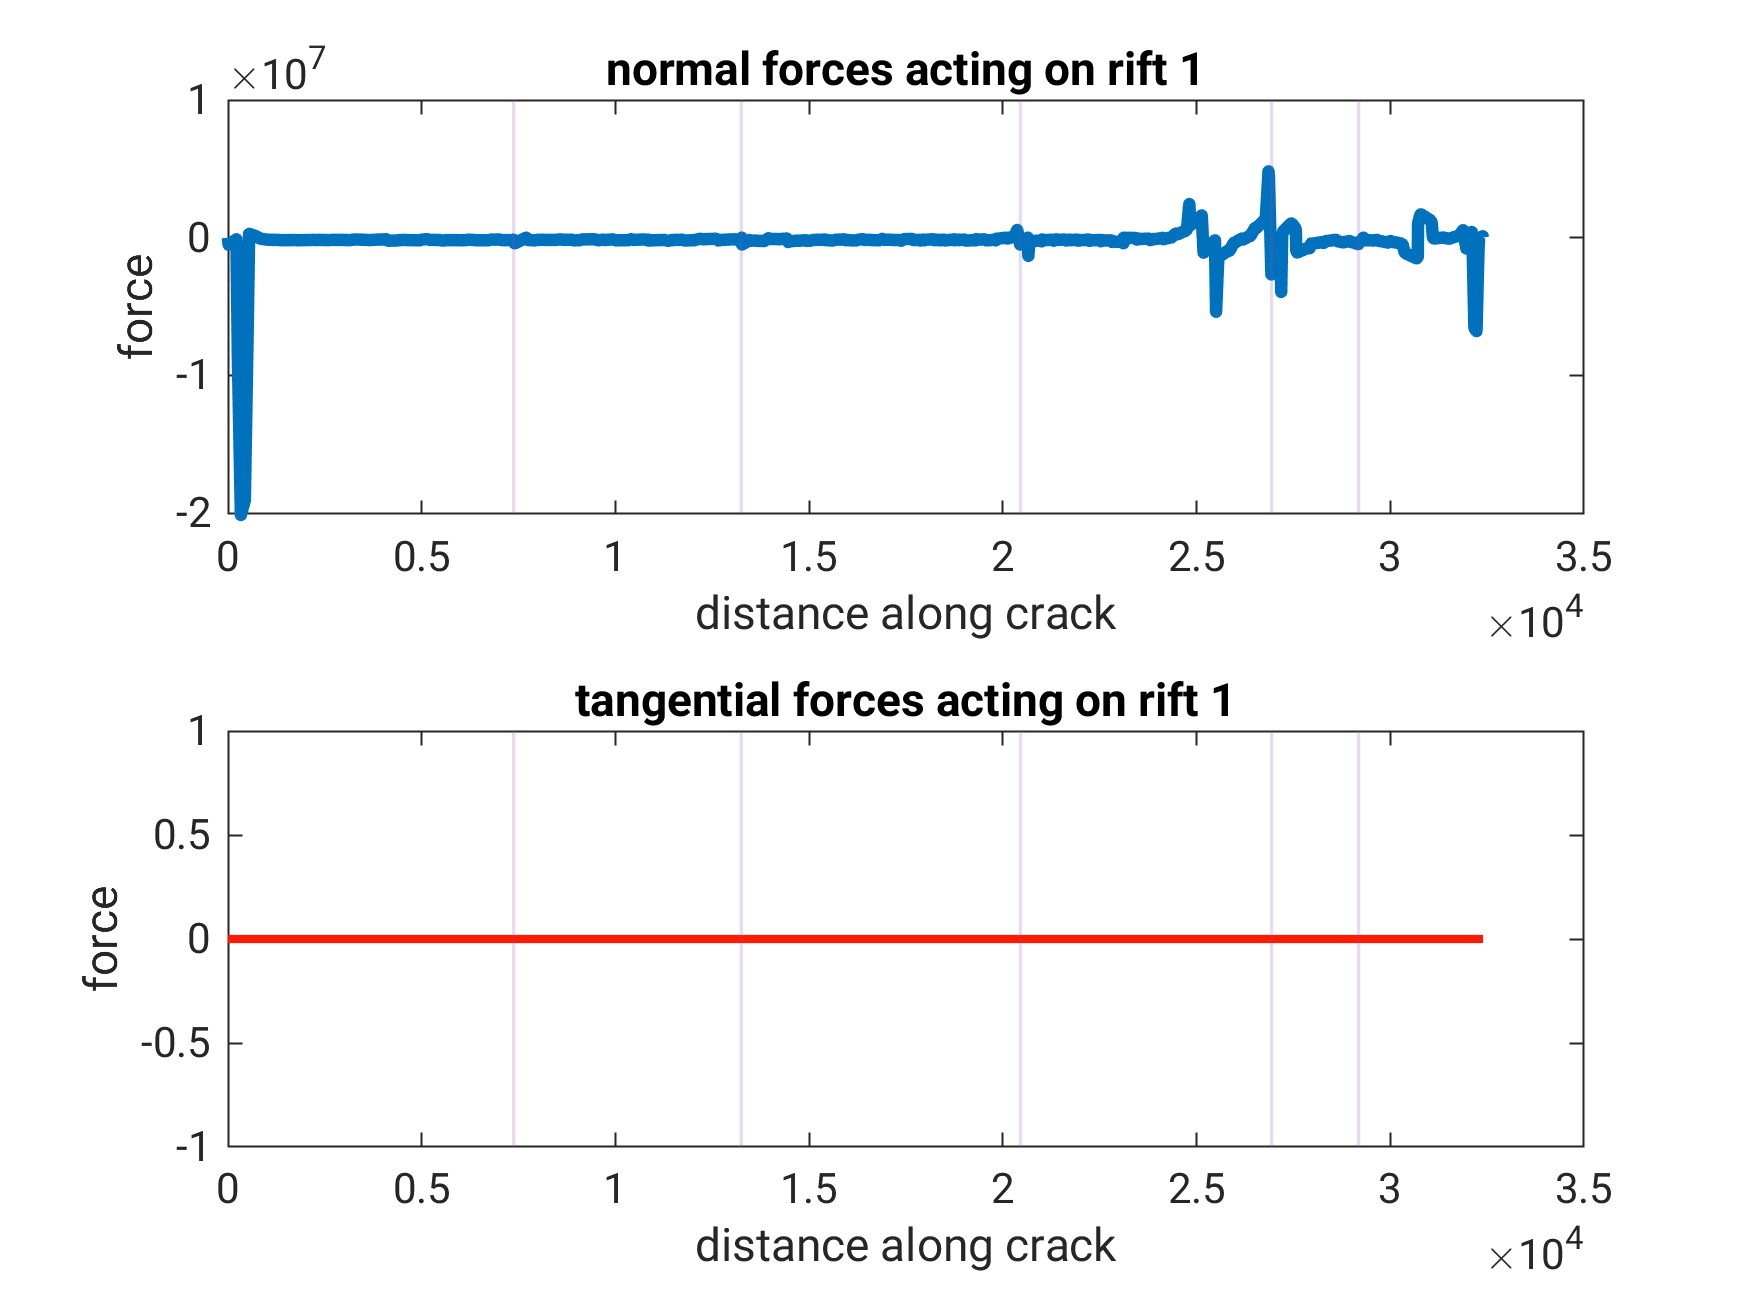 ×10⁷
normal forces acting on rift 1
1
0
-1
-2
force
0 0.5 1 1.5 2 2.5 3 3.5
distance along crack
×10⁴
tangential forces acting on rift 1
1
0.5
0
-0.5
-1
force
0 0.5 1 1.5 2 2.5 3 3.5
distance along crack
×10⁴